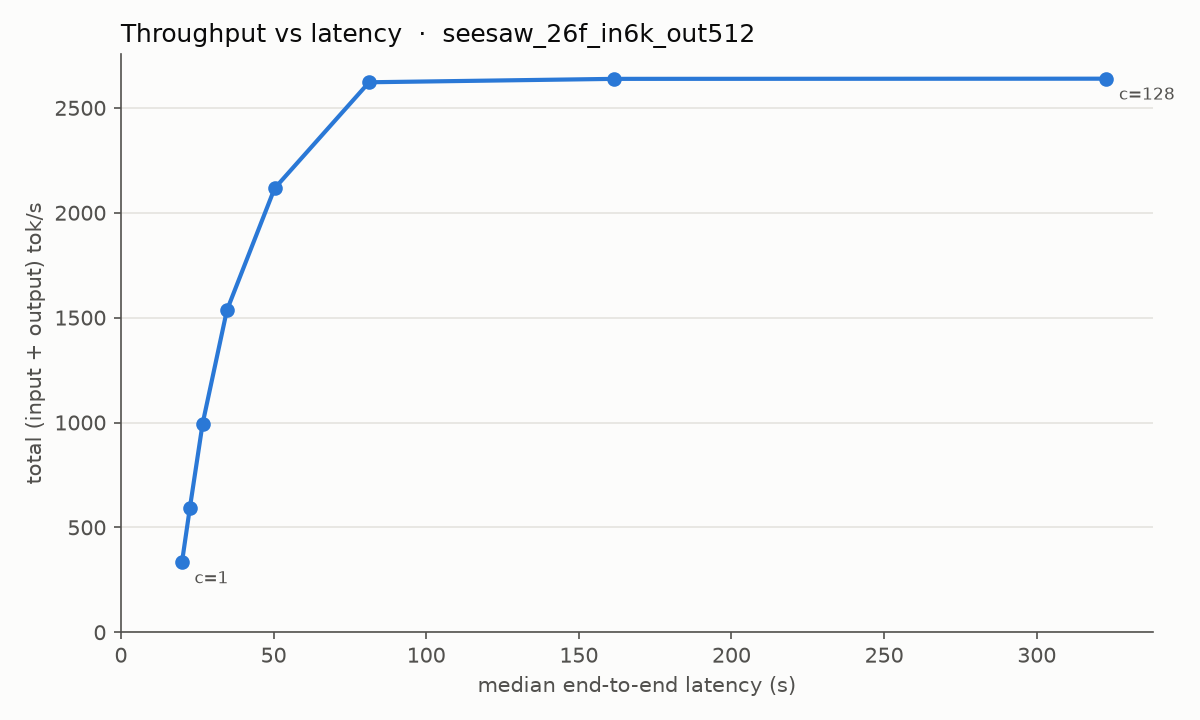 Throughput vs latency · seesaw_26f_in6k_out512
total (input + output) tok/s
2500
2000
1500
1000
500
0
c=128
c=1
0 50 100 150 200 250 300
median end-to-end latency (s)